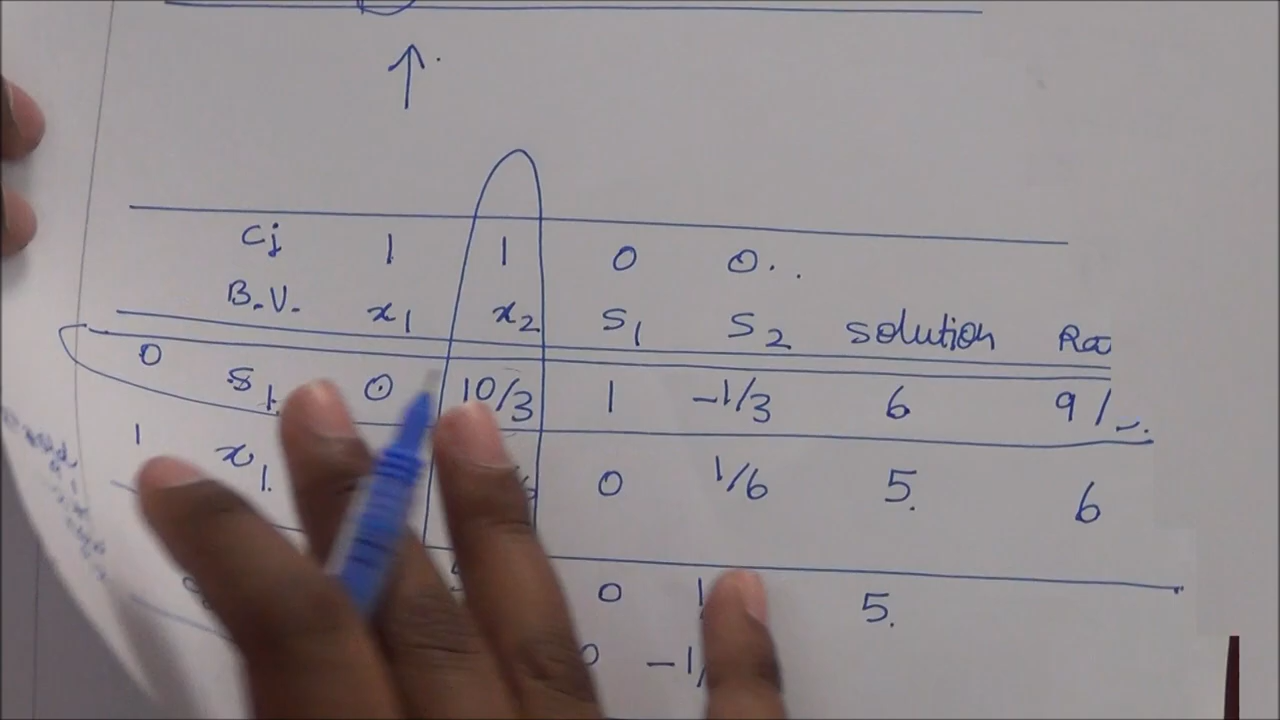 Cj 1 1 0 0..
B.V. x1 x2 S1 S2 solution
0 S1 0 10/3 1 -1/3 6 9/
1 x1 0 1/6 5. 6
0 5.